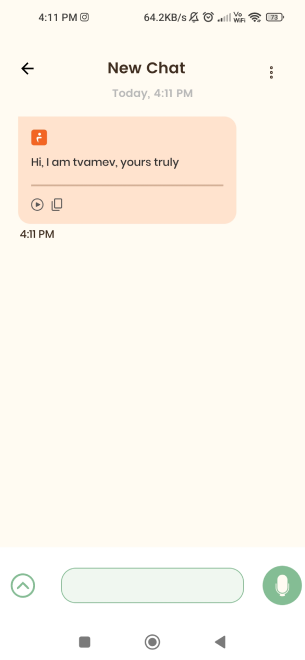 4:11 PM
64.2KB/s
Vo
WiFi
73
New Chat
Today, 4:11 PM
Hi, I am tvamev, yours truly
4:11 PM